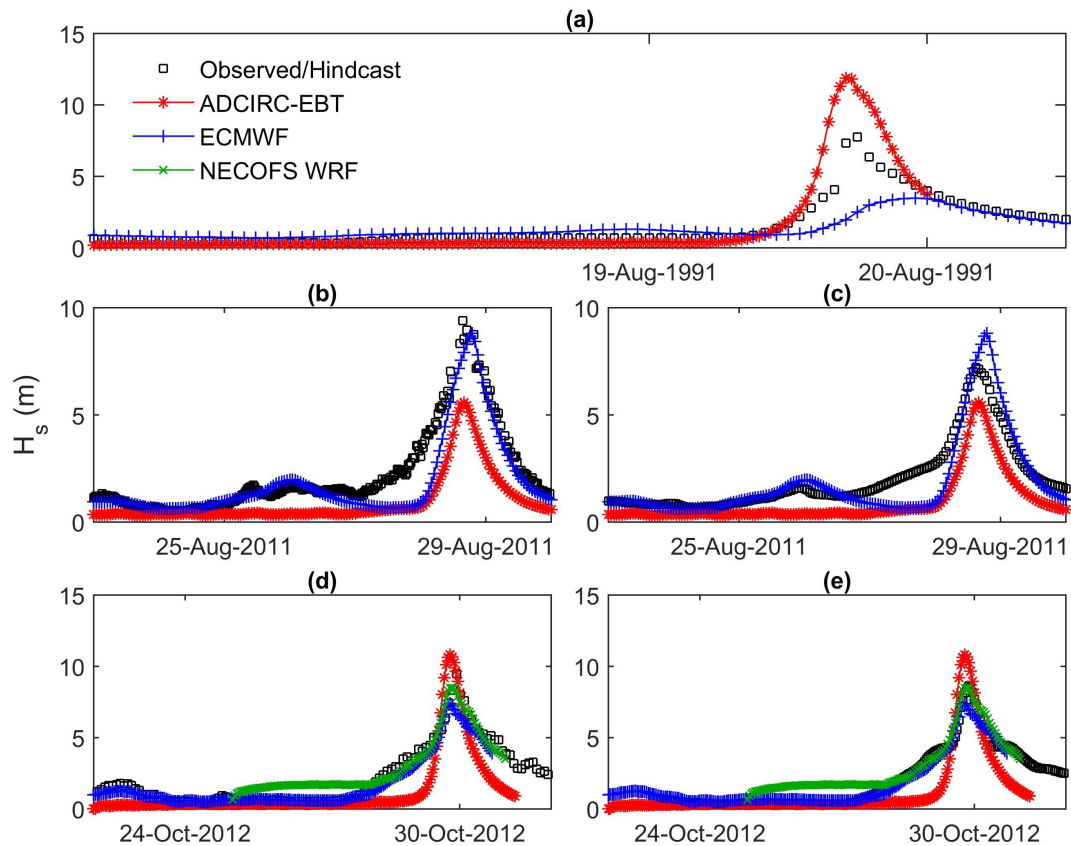 (a)
15
10
5
0
Observed/Hindcast
ADCIRC-EBT
ECMWF
NECOFS WRF
19-Aug-1991
20-Aug-1991
(b)
(c)
H_s (m)
10
5
0
25-Aug-2011
29-Aug-2011
10
5
0
25-Aug-2011
29-Aug-2011
(d)
(e)
15
10
5
0
24-Oct-2012
30-Oct-2012
15
10
5
0
24-Oct-2012
30-Oct-2012